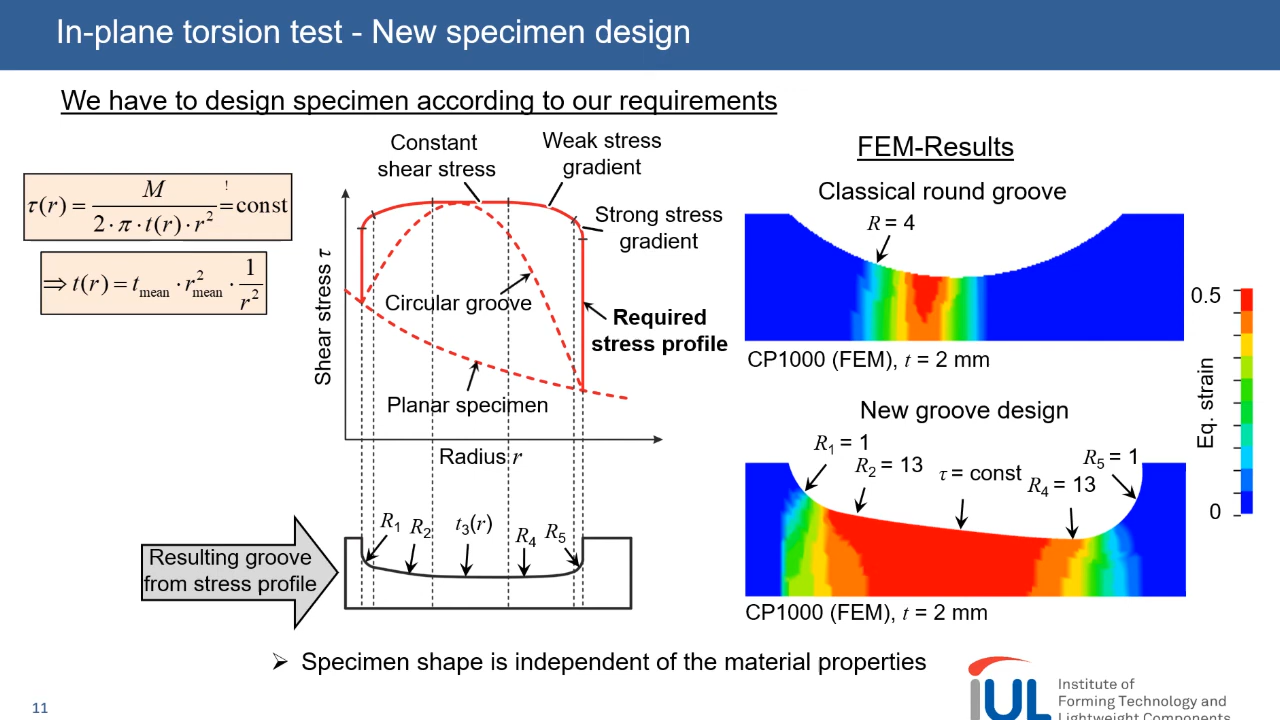 In-plane torsion test - New specimen design
We have to design specimen according to our requirements
τ(r) = M / (2·π·t(r)·r²) =! const
⇒ t(r) = t_mean · r²_mean · 1/r²
Constant
shear stress
Weak stress
gradient
Strong stress
gradient
Shear stress τ
Circular groove
Required
stress profile
Planar specimen
Radius r
Resulting groove
from stress profile
R₁
R₂
t₃(r)
R₄
R₅
FEM-Results
Classical round groove
R = 4
CP1000 (FEM), t = 2 mm
New groove design
R₁ = 1
R₂ = 13
τ = const
R₄ = 13
R₅ = 1
CP1000 (FEM), t = 2 mm
0.5
Eq. strain
0
➢ Specimen shape is independent of the material properties
11
iUL
Institute of
Forming Technology and
Lightweight Components